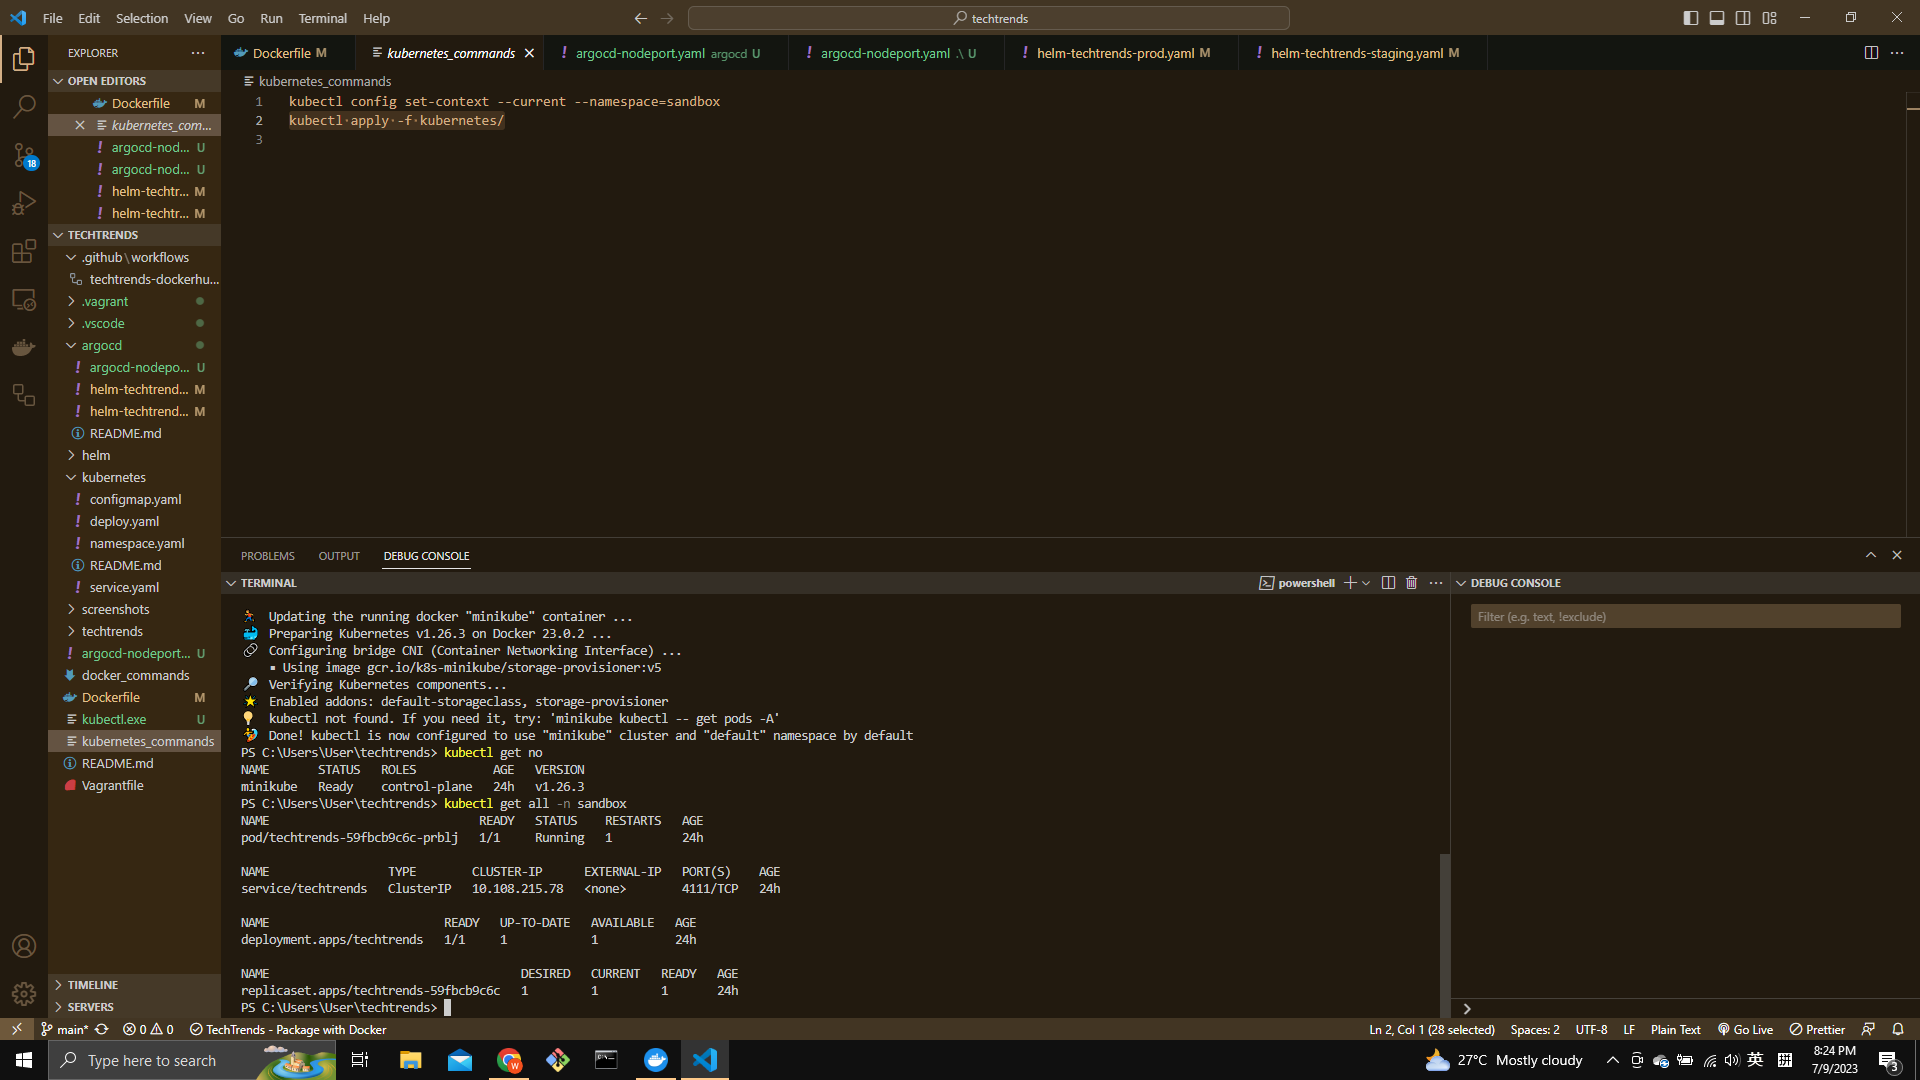 File Edit Selection View Go Run Terminal Help
techtrends
EXPLORER
Dockerfile M
kubernetes_commands
argocd-nodeport.yaml argocd U
argocd-nodeport.yaml .\ U
helm-techtrends-prod.yaml M
helm-techtrends-staging.yaml M
OPEN EDITORS
Dockerfile M
kubernetes_com...
argocd-nod... U
argocd-nod... U
helm-techtr... M
helm-techtr... M
TECHTRENDS
.github\workflows
techtrends-dockerhu...
.vagrant
.vscode
argocd
argocd-nodepo... U
helm-techtrend... M
helm-techtrend... M
README.md
helm
kubernetes
configmap.yaml
deploy.yaml
namespace.yaml
README.md
service.yaml
screenshots
techtrends
argocd-nodeport... U
docker_commands
Dockerfile M
kubectl.exe U
kubernetes_commands
README.md
Vagrantfile
18
TIMELINE
SERVERS
kubernetes_commands
1 kubectl config set-context --current --namespace=sandbox
2 kubectl apply -f kubernetes/
3
PROBLEMS OUTPUT DEBUG CONSOLE
TERMINAL
powershell
Updating the running docker "minikube" container ...
Preparing Kubernetes v1.26.3 on Docker 23.0.2 ...
Configuring bridge CNI (Container Networking Interface) ...
▪ Using image gcr.io/k8s-minikube/storage-provisioner:v5
Verifying Kubernetes components...
Enabled addons: default-storageclass, storage-provisioner
kubectl not found. If you need it, try: 'minikube kubectl -- get pods -A'
Done! kubectl is now configured to use "minikube" cluster and "default" namespace by default
PS C:\Users\User\techtrends> kubectl get no
NAME STATUS ROLES AGE VERSION
minikube Ready control-plane 24h v1.26.3
PS C:\Users\User\techtrends> kubectl get all -n sandbox
NAME READY STATUS RESTARTS AGE
pod/techtrends-59fbcb9c6c-prblj 1/1 Running 1 24h
NAME TYPE CLUSTER-IP EXTERNAL-IP PORT(S) AGE
service/techtrends ClusterIP 10.108.215.78 <none> 4111/TCP 24h
NAME READY UP-TO-DATE AVAILABLE AGE
deployment.apps/techtrends 1/1 1 1 24h
NAME DESIRED CURRENT READY AGE
replicaset.apps/techtrends-59fbcb9c6c 1 1 1 24h
PS C:\Users\User\techtrends>
DEBUG CONSOLE
Filter (e.g. text, !exclude)
main* 0 0 TechTrends - Package with Docker
Ln 2, Col 1 (28 selected) Spaces: 2 UTF-8 LF Plain Text Go Live Prettier
Type here to search
27°C Mostly cloudy
英
拼
8:24 PM
7/9/2023
3